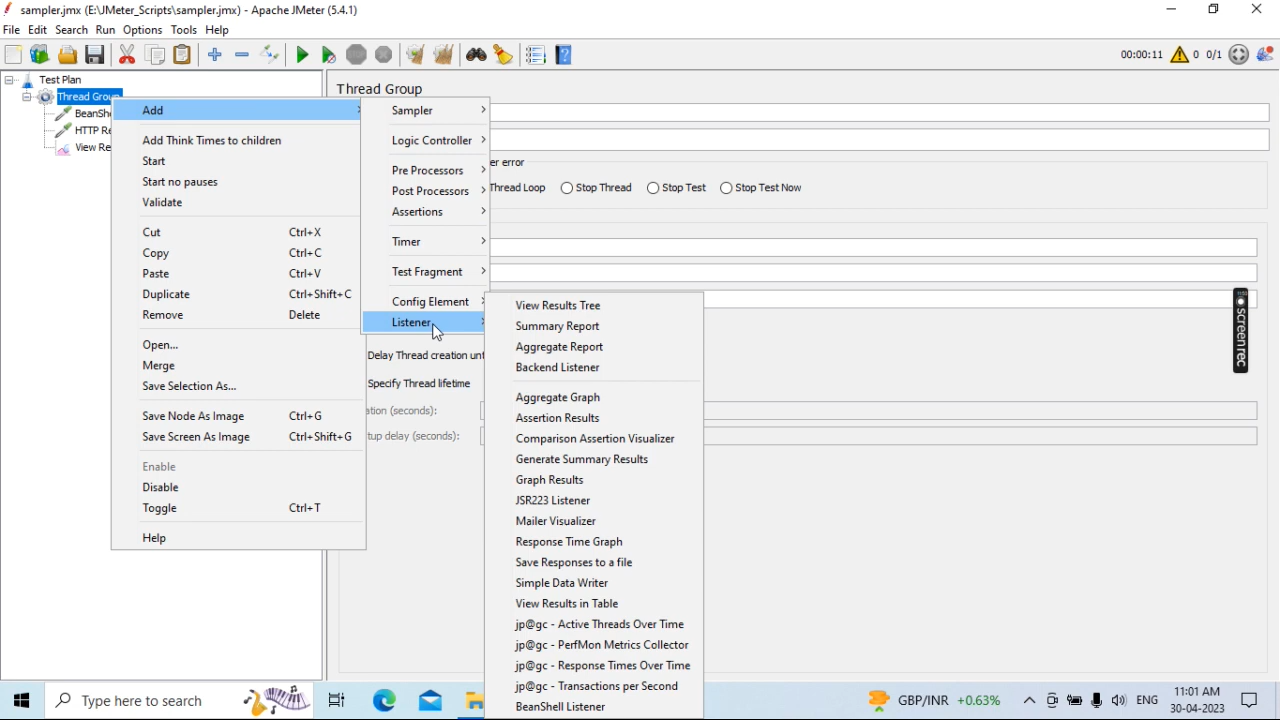 sampler.jmx (E:\JMeter_Scripts\sampler.jmx) - Apache JMeter (5.4.1)
File Edit Search Run Options Tools Help
00:00:11 0 0/1
Test Plan
Thread Group
BeanShe
HTTP Re
View Re
Thread Group
er error
Thread Loop Stop Thread Stop Test Stop Test Now
Delay Thread creation unt
Specify Thread lifetime
ation (seconds):
tup delay (seconds):
Add
Add Think Times to children
Start
Start no pauses
Validate
Cut Ctrl+X
Copy Ctrl+C
Paste Ctrl+V
Duplicate Ctrl+Shift+C
Remove Delete
Open...
Merge
Save Selection As...
Save Node As Image Ctrl+G
Save Screen As Image Ctrl+Shift+G
Enable
Disable
Toggle Ctrl+T
Help
Sampler
Logic Controller
Pre Processors
Post Processors
Assertions
Timer
Test Fragment
Config Element
Listener
View Results Tree
Summary Report
Aggregate Report
Backend Listener
Aggregate Graph
Assertion Results
Comparison Assertion Visualizer
Generate Summary Results
Graph Results
JSR223 Listener
Mailer Visualizer
Response Time Graph
Save Responses to a file
Simple Data Writer
View Results in Table
jp@gc - Active Threads Over Time
jp@gc - PerfMon Metrics Collector
jp@gc - Response Times Over Time
jp@gc - Transactions per Second
BeanShell Listener
screenrec
Type here to search
GBP/INR +0.63%
ENG
11:01 AM
30-04-2023